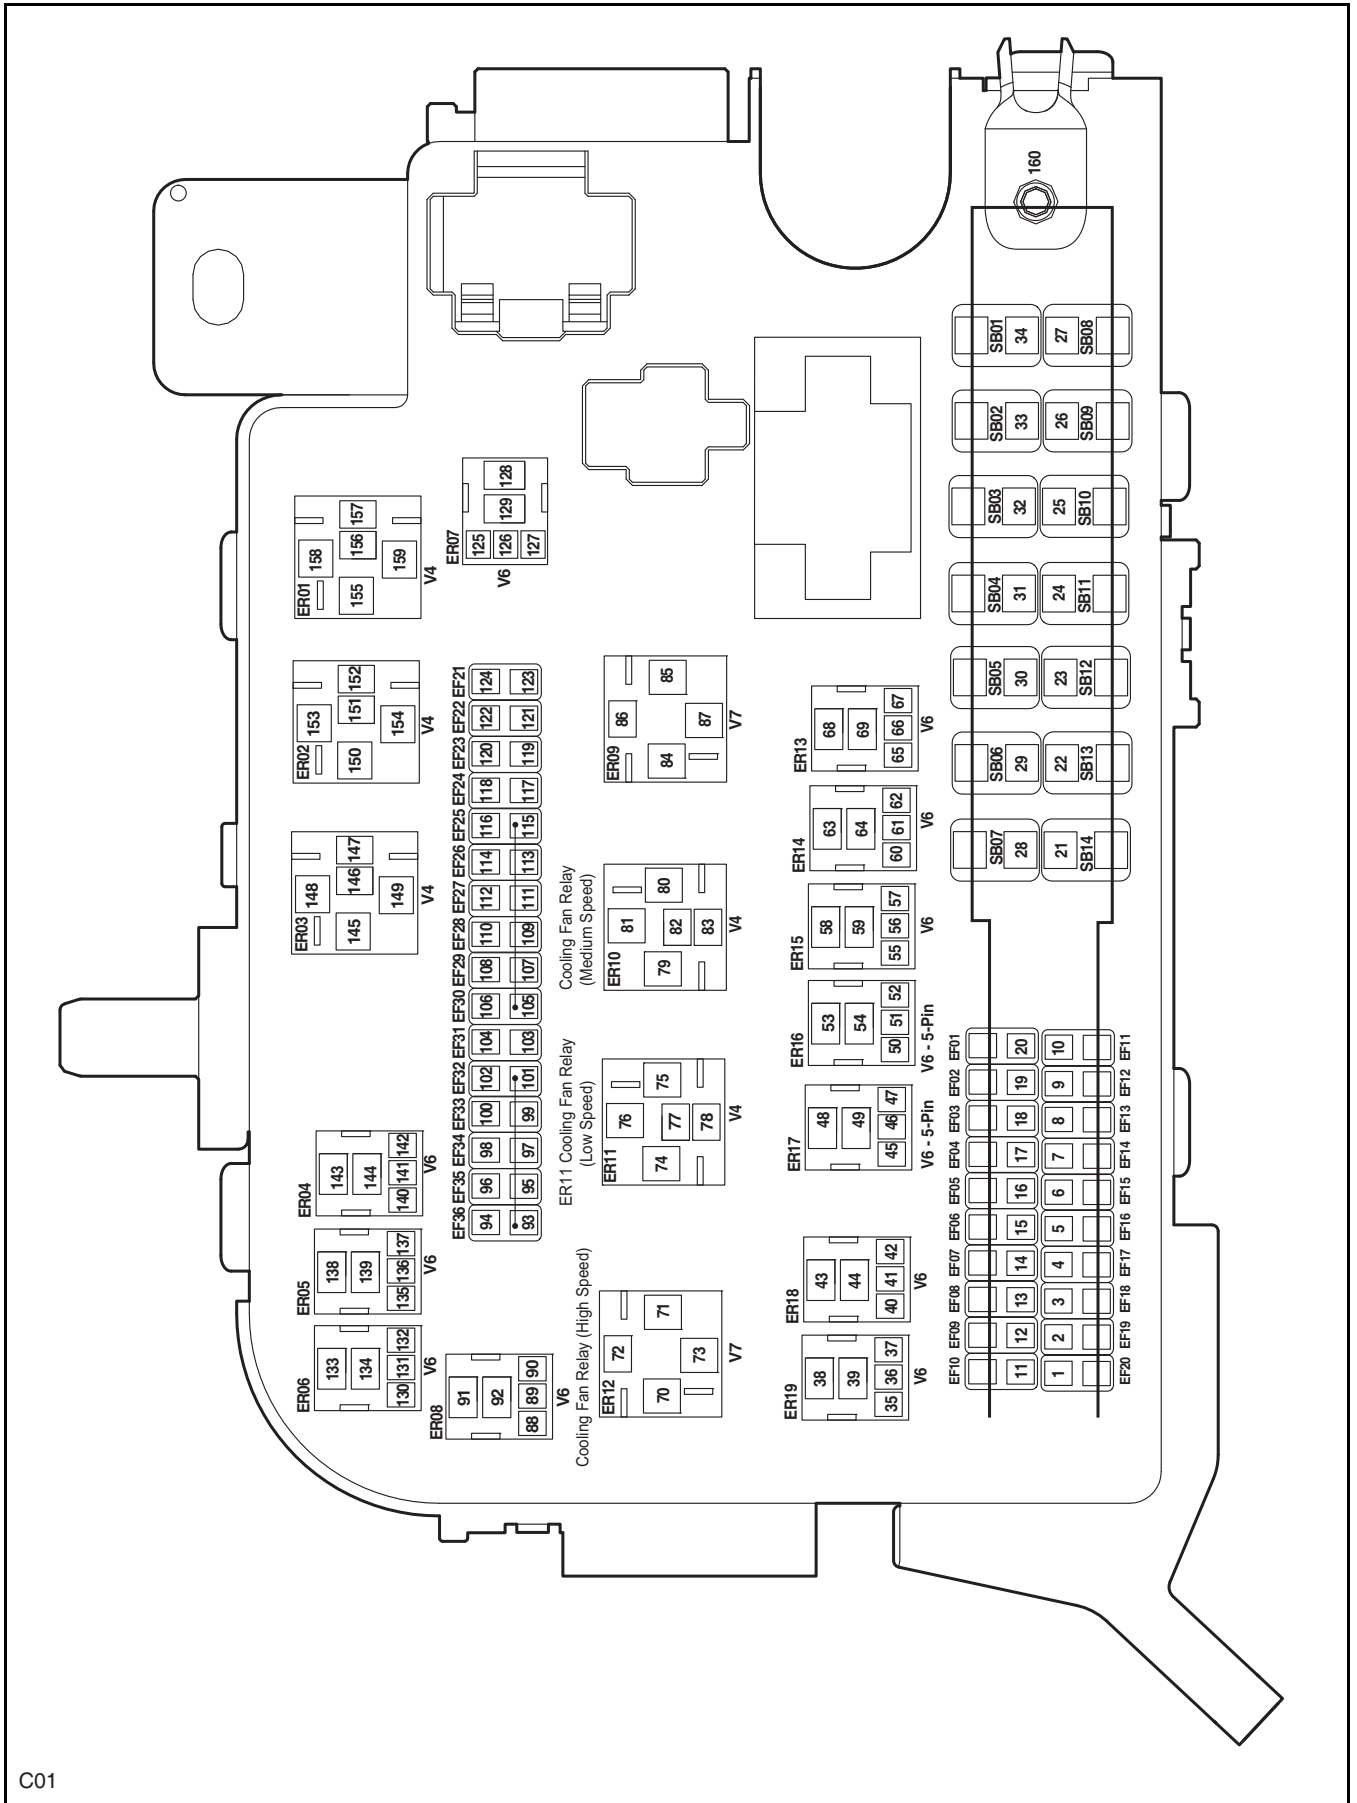 160
SB01
34
27
SB08
SB02
33
26
SB09
SB03
32
25
SB10
SB04
31
24
SB11
SB05
30
23
SB12
SB06
29
22
SB13
SB07
28
21
SB14
ER01
158
157
156
155
159
V4
ER07
128
129
125
126
127
V6
ER02
153
152
151
150
154
V4
ER03
148
147
146
145
149
V4
EF21
124
123
EF22
122
121
EF23
120
119
EF24
118
117
EF25
116
115
EF26
114
113
EF27
112
111
EF28
110
109
EF29
108
107
EF30
106
105
EF31
104
103
EF32
102
101
EF33
100
99
EF34
98
97
EF35
96
95
EF36
94
93
ER09
86
85
84
87
V7
Cooling Fan Relay
(Medium Speed)
ER10
81
80
82
83
79
V4
ER11 Cooling Fan Relay
(Low Speed)
ER11
76
75
77
78
74
V4
Cooling Fan Relay (High Speed)
ER12
72
71
70
73
V7
ER13
68
69
67
66
65
V6
ER14
63
64
62
61
60
V6
ER15
58
59
57
56
55
V6
ER16
53
54
52
51
50
V6 - 5-Pin
ER17
48
49
47
46
45
V6 - 5-Pin
ER18
43
44
42
41
40
V6
ER19
38
39
37
36
35
V6
ER04
143
144
142
141
140
V6
ER05
138
139
137
136
135
V6
ER06
133
134
132
131
130
V6
ER08
91
92
90
89
88
V6
EF01
20
10
EF11
EF02
19
9
EF12
EF03
18
8
EF13
EF04
17
7
EF14
EF05
16
6
EF15
EF06
15
5
EF16
EF07
14
4
EF17
EF08
13
3
EF18
EF09
12
2
EF19
EF10
11
1
EF20
C01